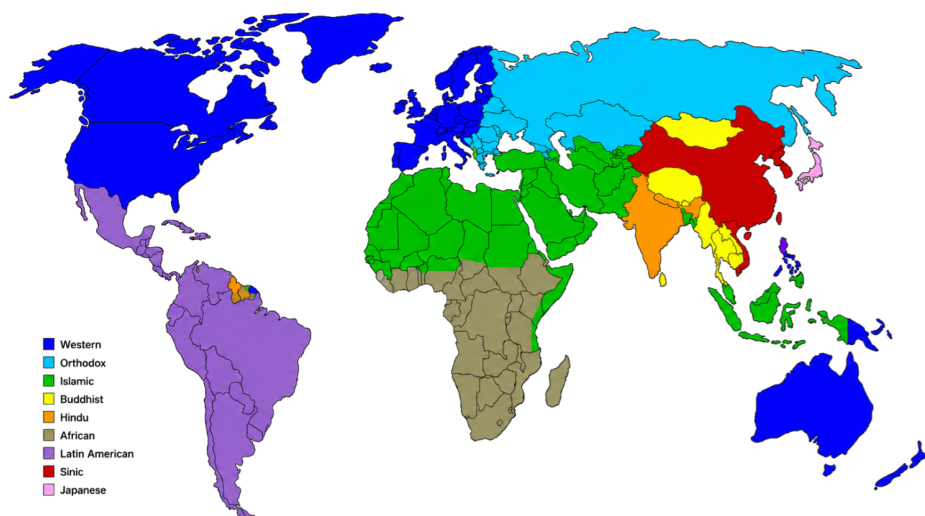 Western
Orthodox
Islamic
Buddhist
Hindu
African
Latin American
Sinic
Japanese